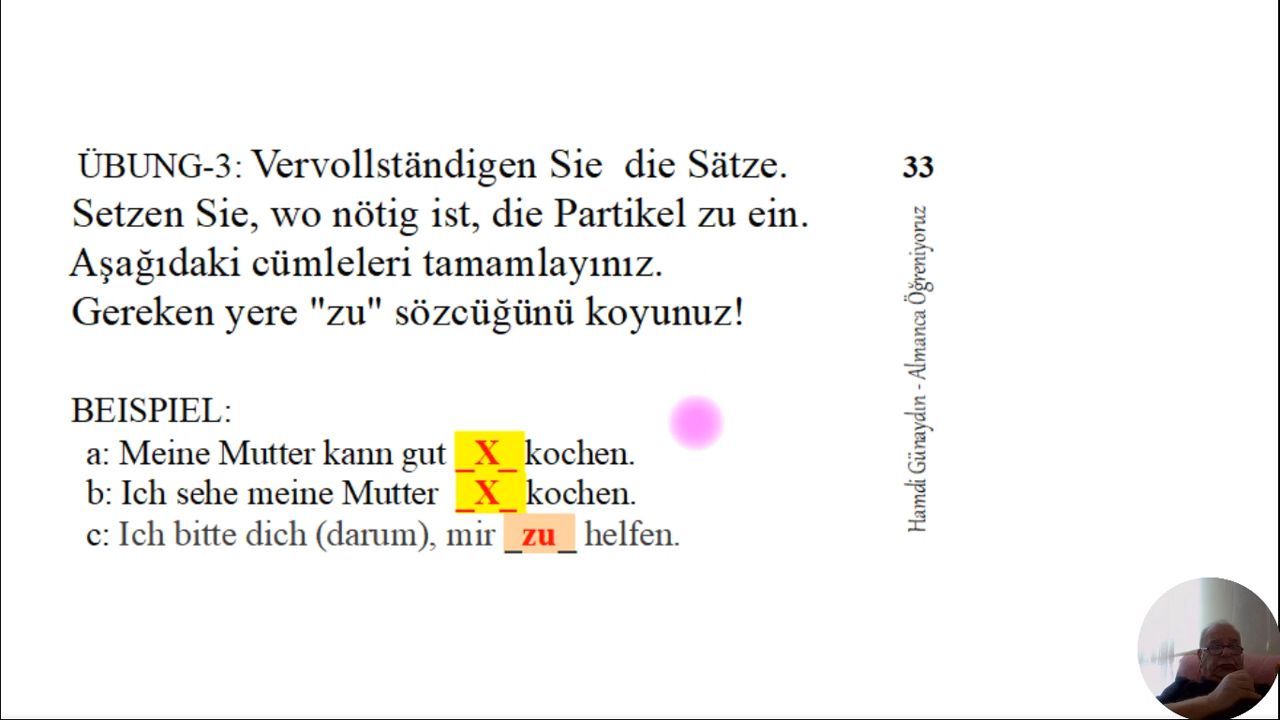 ÜBUNG-3: Vervollständigen Sie die Sätze.
33
Setzen Sie, wo nötig ist, die Partikel zu ein.
Aşağıdaki cümleleri tamamlayınız.
Gereken yere "zu" sözcüğünü koyunuz!
BEISPIEL:
a: Meine Mutter kann gut _X_ kochen.
b: Ich sehe meine Mutter _X_ kochen.
c: Ich bitte dich (darum), mir _zu_ helfen.
Hamdi Günaydın - Almanca Öğreniyoruz